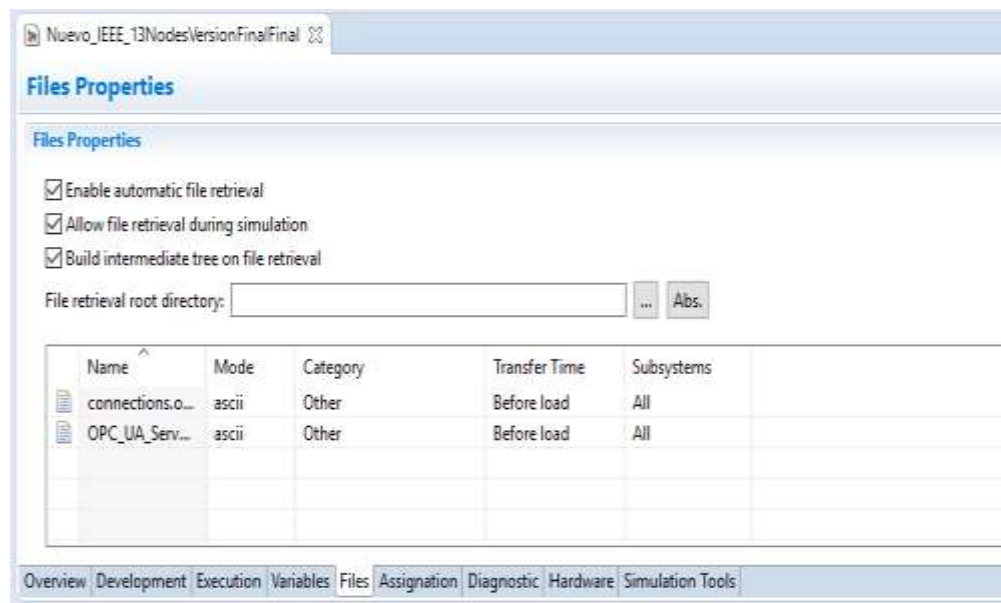 Nuevo_IEEE_13NodesVersionFinalFinal
Files Properties
Files Properties
Enable automatic file retrieval
Allow file retrieval during simulation
Build intermediate tree on file retrieval
File retrieval root directory: ... Abs.
Name Mode Category Transfer Time Subsystems
connections.o... ascii Other Before load All
OPC_UA_Serv... ascii Other Before load All
Overview Development Execution Variables Files Assignation Diagnostic Hardware Simulation Tools